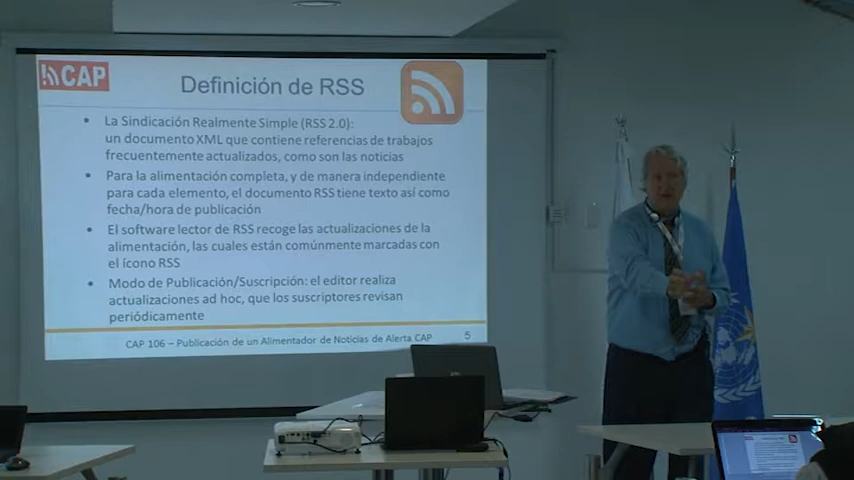 CAP
Definición de RSS
• La Sindicación Realmente Simple (RSS 2.0):
un documento XML que contiene referencias de trabajos
frecuentemente actualizados, como son las noticias
• Para la alimentación completa, y de manera independiente
para cada elemento, el documento RSS tiene texto así como
fecha/hora de publicación
• El software lector de RSS recoge las actualizaciones de la
alimentación, las cuales están comúnmente marcadas con
el ícono RSS
• Modo de Publicación/Suscripción: el editor realiza
actualizaciones ad hoc, que los suscriptores revisan
periódicamente
CAP 106 – Publicación de un Alimentador de Noticias de Alerta CAP 5